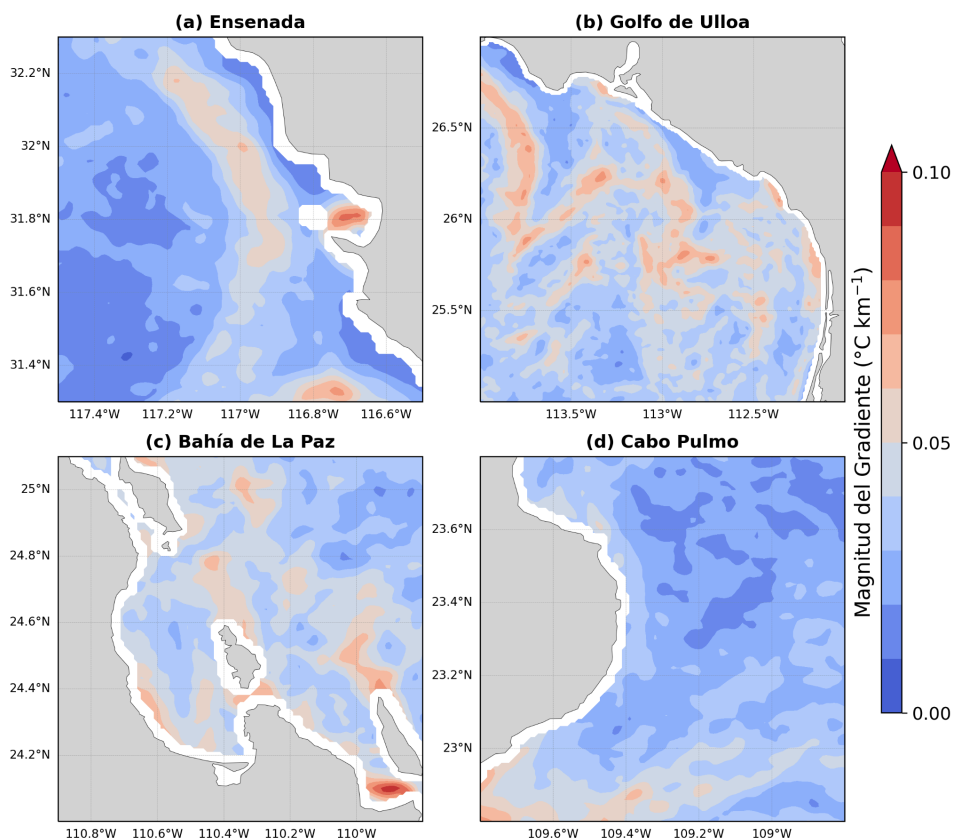 (a) Ensenada
32.2°N
32°N
31.8°N
31.6°N
31.4°N
117.4°W
117.2°W
117°W
116.8°W
116.6°W
(b) Golfo de Ulloa
26.5°N
26°N
25.5°N
113.5°W
113°W
112.5°W
(c) Bahía de La Paz
25°N
24.8°N
24.6°N
24.4°N
24.2°N
110.8°W
110.6°W
110.4°W
110.2°W
110°W
(d) Cabo Pulmo
23.6°N
23.4°N
23.2°N
23°N
109.6°W
109.4°W
109.2°W
109°W
Magnitud del Gradiente (°C km⁻¹)
0.10
0.05
0.00